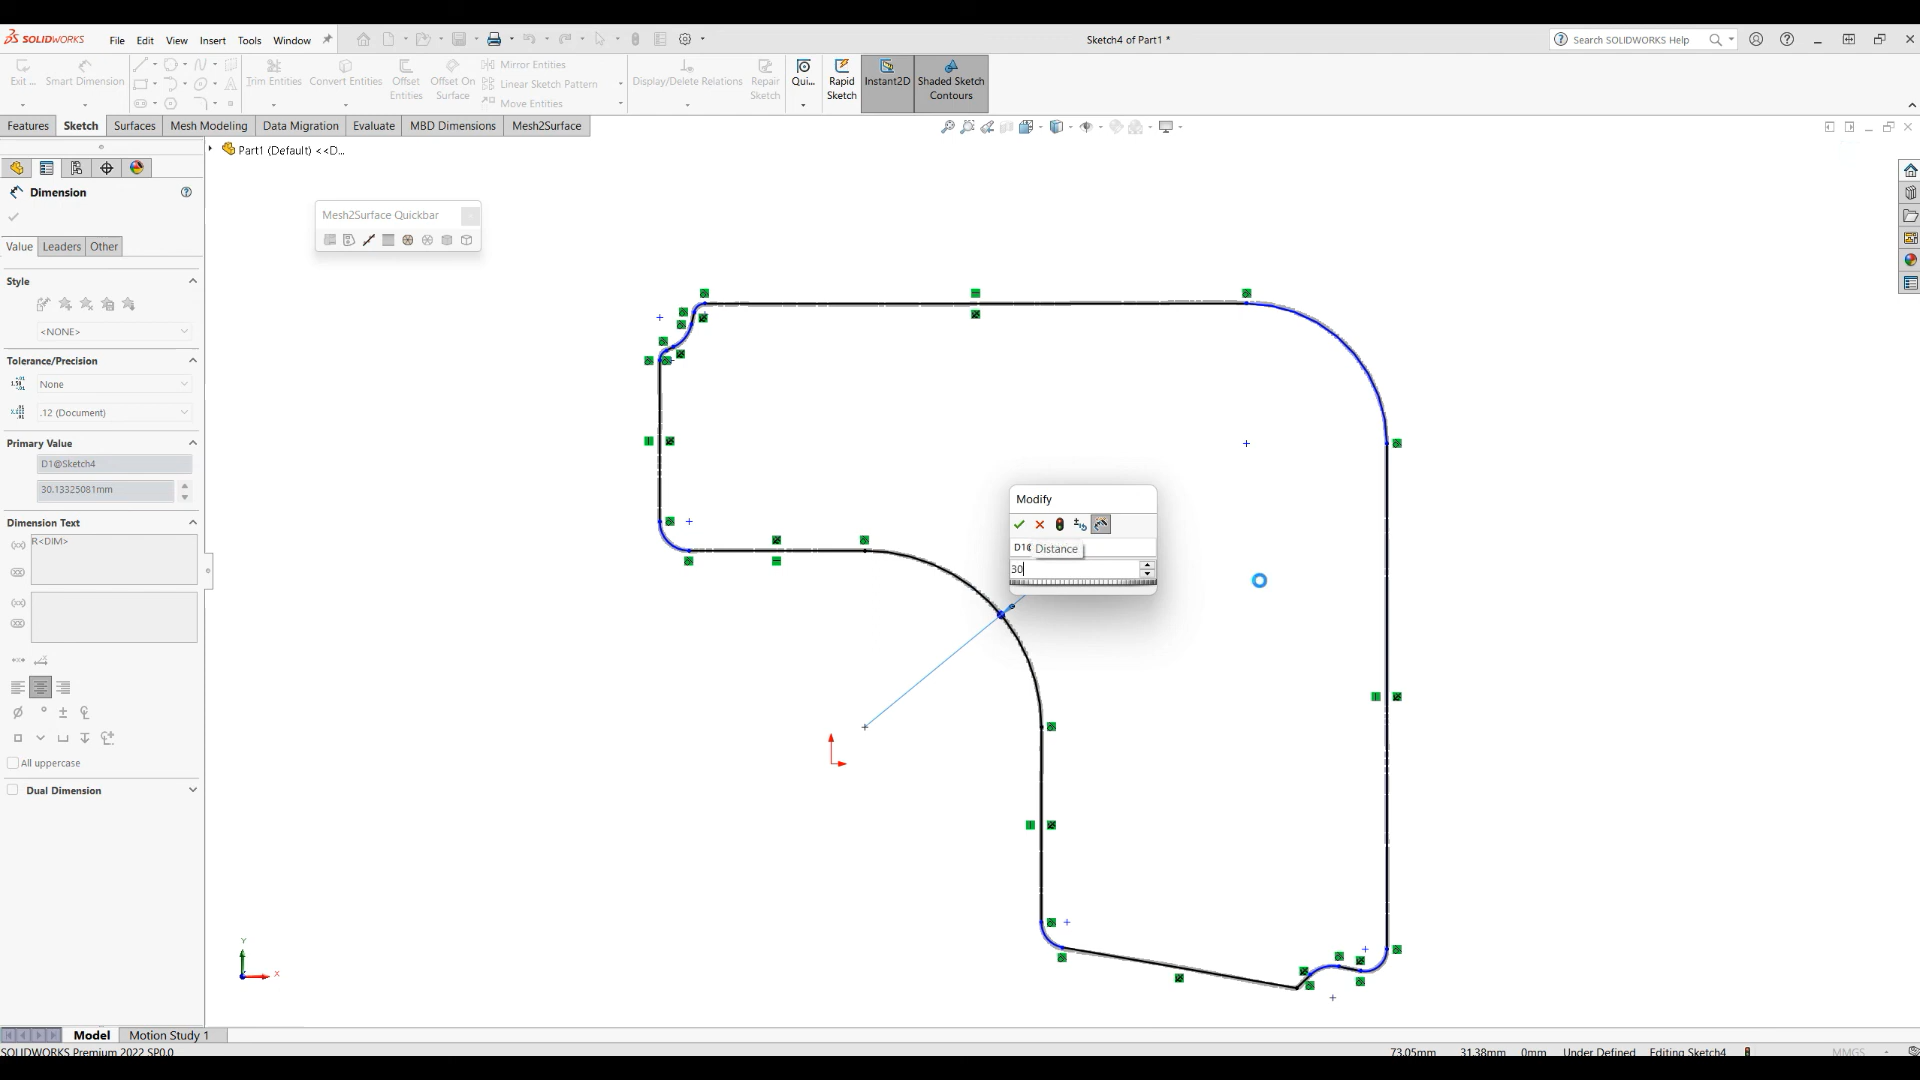 SOLIDWORKS
File Edit View Insert Tools Window
Sketch4 of Part1 *
Search SOLIDWORKS Help
Exit ...
Smart Dimension
Trim Entities
Convert Entities
Offset Entities
Offset On Surface
Mirror Entities
Linear Sketch Pattern
Move Entities
Display/Delete Relations
Repair Sketch
Qui...
Rapid Sketch
Instant2D
Shaded Sketch Contours
Features Sketch Surfaces Mesh Modeling Data Migration Evaluate MBD Dimensions Mesh2Surface
Part1 (Default) <<D...
Dimension
Value Leaders Other
Style
<NONE>
Tolerance/Precision
None
.12 (Document)
Primary Value
D1@Sketch4
30.13325081mm
Dimension Text
R<DIM>
All uppercase
Dual Dimension
Mesh2Surface Quickbar
Modify
D1@
Distance
30
Y
X
Model Motion Study 1
SOLIDWORKS Premium 2022 SP0.0
73.05mm 31.38mm 0mm Under Defined Editing Sketch4 MMGS